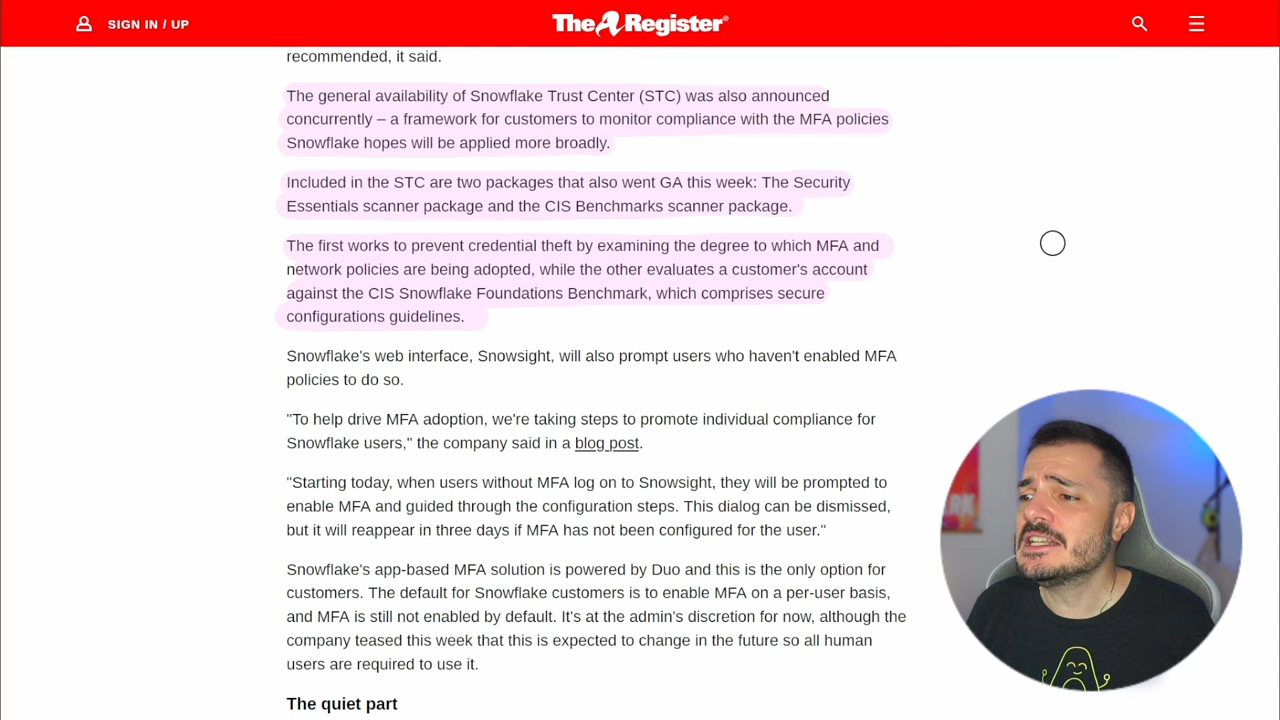 SIGN IN / UP
The Register®
recommended, it said.
The general availability of Snowflake Trust Center (STC) was also announced
concurrently – a framework for customers to monitor compliance with the MFA policies
Snowflake hopes will be applied more broadly.
Included in the STC are two packages that also went GA this week: The Security
Essentials scanner package and the CIS Benchmarks scanner package.
The first works to prevent credential theft by examining the degree to which MFA and
network policies are being adopted, while the other evaluates a customer's account
against the CIS Snowflake Foundations Benchmark, which comprises secure
configurations guidelines.
Snowflake's web interface, Snowsight, will also prompt users who haven't enabled MFA
policies to do so.
"To help drive MFA adoption, we're taking steps to promote individual compliance for
Snowflake users," the company said in a blog post.
"Starting today, when users without MFA log on to Snowsight, they will be prompted to
enable MFA and guided through the configuration steps. This dialog can be dismissed,
but it will reappear in three days if MFA has not been configured for the user."
Snowflake's app-based MFA solution is powered by Duo and this is the only option for
customers. The default for Snowflake customers is to enable MFA on a per-user basis,
and MFA is still not enabled by default. It's at the admin's discretion for now, although the
company teased this week that this is expected to change in the future so all human
users are required to use it.
The quiet part